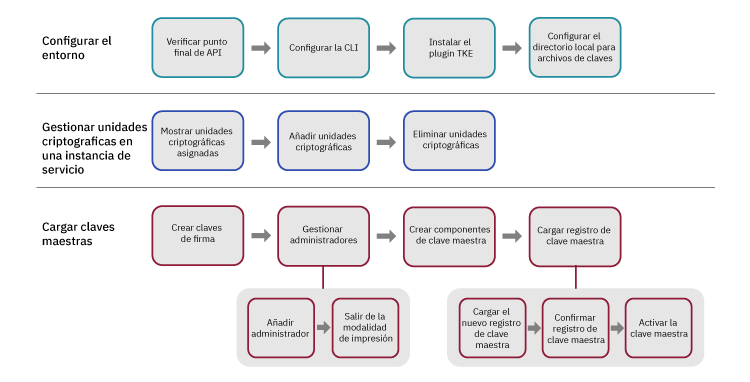 Configurar el
entorno
Verificar punto
final de API
Configurar la CLI
Instalar el
plugin TKE
Configurar el
directorio local para
archivos de claves
Gestionar unidades
criptograficas en
una instancia de
servicio
Mostrar unidades
criptográficas
asignadas
Añadir unidades
criptográficas
Eliminar unidades
criptográficas
Cargar claves
maestras
Crear claves
de firma
Gestionar
administradores
Crear componentes
de clave maestra
Cargar registro de
clave maestra
Añadir
administrador
Salir de la
modalidad
de impresión
Cargar el
nuevo registro
de clave
maestra
Confirmar
registro de
clave maestra
Activar la
clave maestra